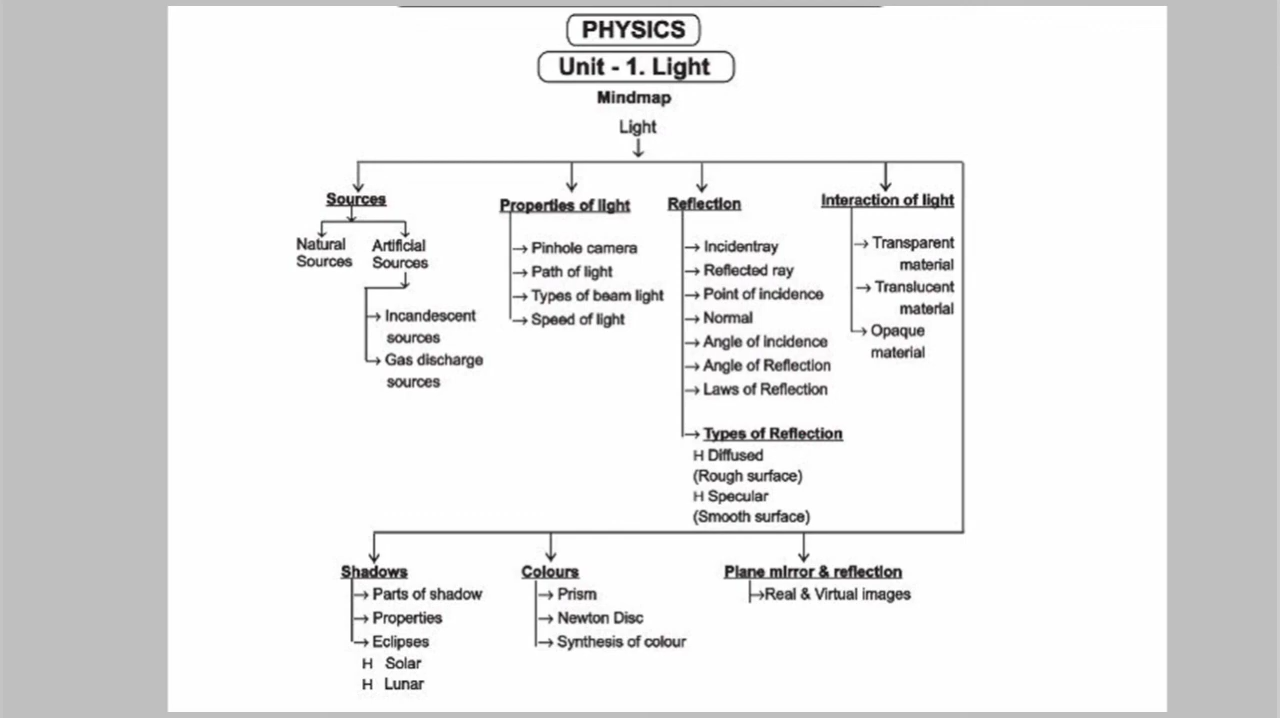 PHYSICS
Unit - 1. Light
Mindmap
Light
Sources
Natural
Sources
Artificial
Sources
→ Incandescent
sources
→ Gas discharge
sources
Properties of light
→ Pinhole camera
→ Path of light
→ Types of beam light
→ Speed of light
Reflection
→ Incidentray
→ Reflected ray
→ Point of incidence
→ Normal
→ Angle of incidence
→ Angle of Reflection
→ Laws of Reflection
→ Types of Reflection
H Diffused
(Rough surface)
H Specular
(Smooth surface)
Interaction of light
→ Transparent
material
→ Translucent
material
→ Opaque
material
Shadows
→ Parts of shadow
→ Properties
→ Eclipses
H Solar
H Lunar
Colours
→ Prism
→ Newton Disc
→ Synthesis of colour
Plane mirror & reflection
→ Real & Virtual images